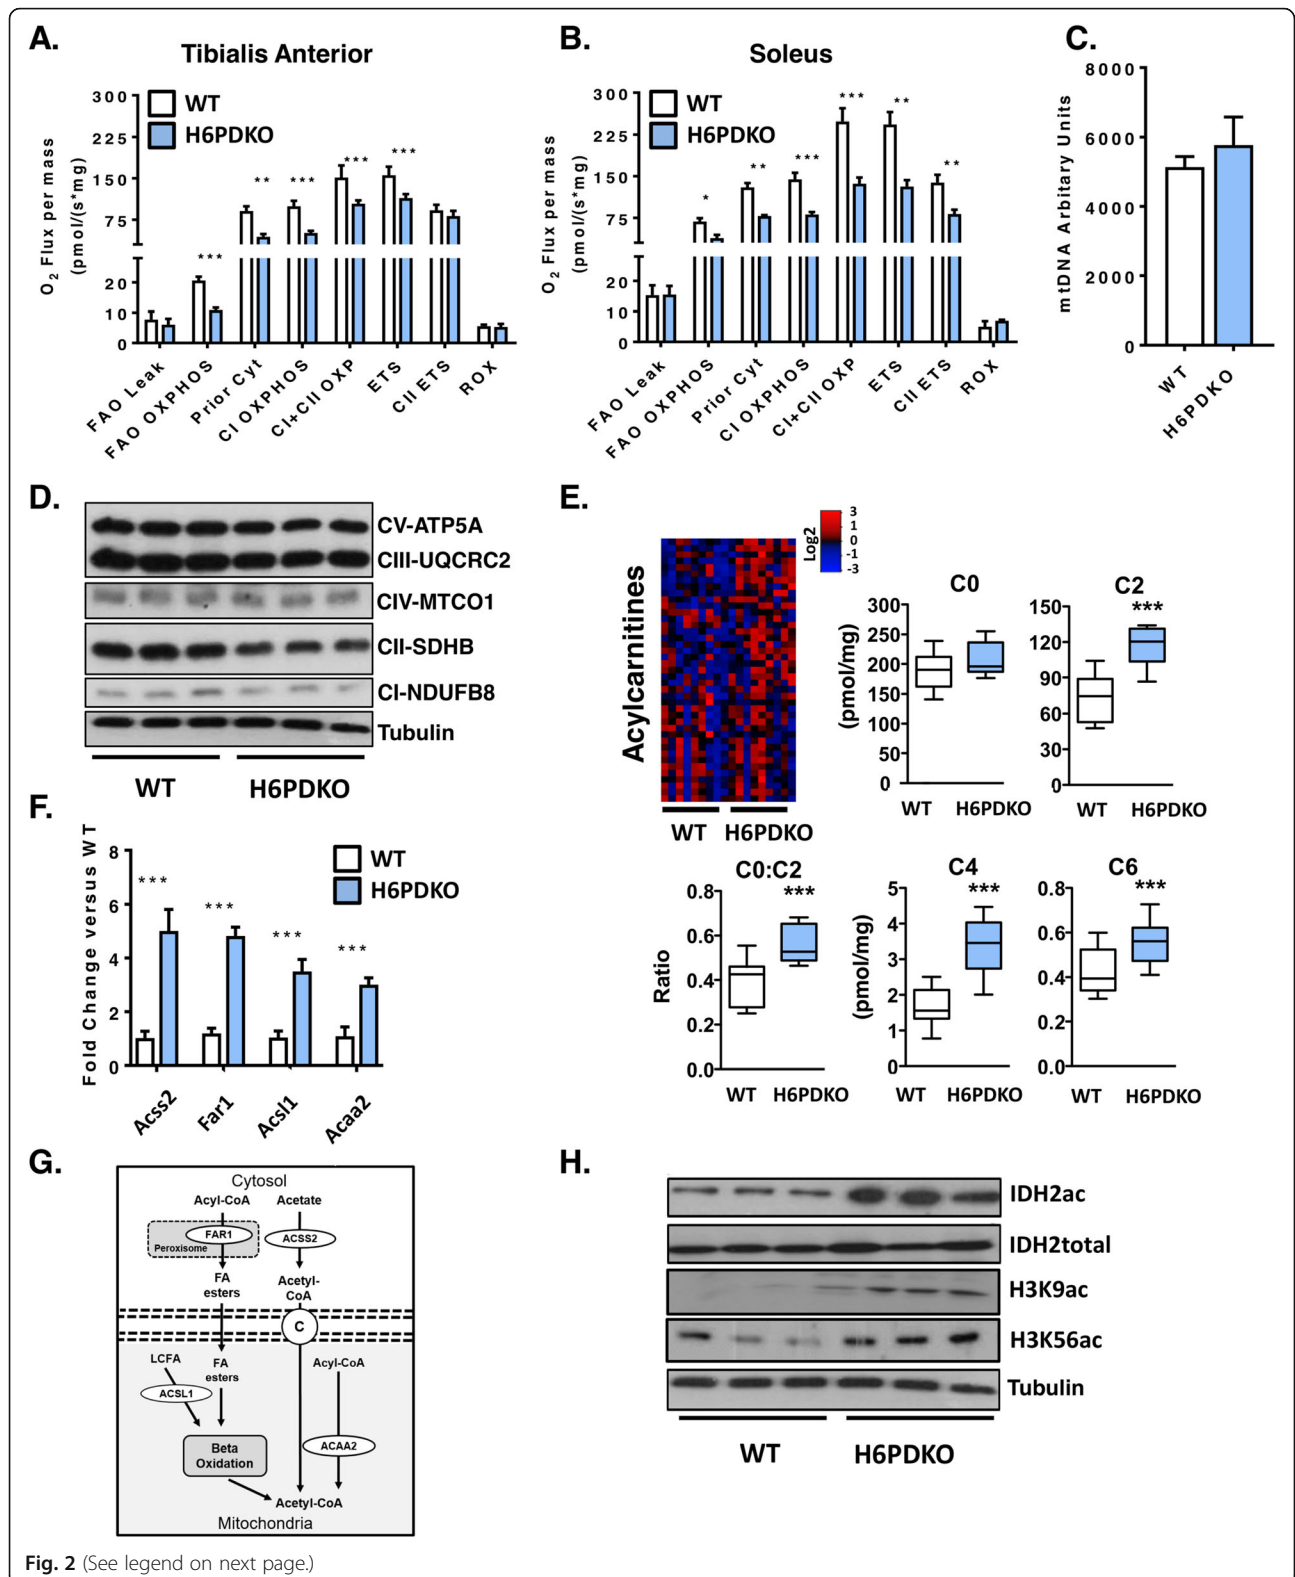 A.
Tibialis Anterior
WT
H6PDKO
O2 Flux per mass
(pmol/(s*mg)
300
225
150
75
20
10
0
***
**
***
***
***
FAO Leak
FAO OXPHOS
Prior Cyt
CI OXPHOS
CI+CII OXP
ETS
CII ETS
ROX
B.
Soleus
WT
H6PDKO
O2 Flux per mass
(pmol/(s*mg)
300
225
150
75
20
10
0
*
**
***
***
**
**
FAO Leak
FAO OXPHOS
Prior Cyt
CI OXPHOS
CI+CII OXP
ETS
CII ETS
ROX
C.
mtDNA Arbitary Units
8000
6000
4000
2000
0
WT
H6PDKO
D.
CV-ATP5A
CIII-UQCRC2
CIV-MTCO1
CII-SDHB
CI-NDUFB8
Tubulin
WT
H6PDKO
E.
Acylcarnitines
Log2
3
1
0
-1
-3
WT
H6PDKO
C0
(pmol/mg)
300
250
200
150
100
50
0
WT
H6PDKO
C2
***
150
120
90
60
30
0
WT
H6PDKO
C0:C2
***
Ratio
0.8
0.6
0.4
0.2
0.0
WT
H6PDKO
C4
***
(pmol/mg)
5
4
3
2
1
0
WT
H6PDKO
C6
***
0.8
0.6
0.4
0.2
0.0
WT
H6PDKO
F.
Fold Change versus WT
8
6
4
2
0
WT
H6PDKO
***
***
***
***
Acss2
Far1
Acsl1
Acaa2
G.
Cytosol
Acyl-CoA
Acetate
FAR1
Peroxisome
ACSS2
FA
esters
Acetyl-
CoA
C
LCFA
FA
esters
Acyl-CoA
ACSL1
Beta
Oxidation
ACAA2
Acetyl-CoA
Mitochondria
H.
IDH2ac
IDH2total
H3K9ac
H3K56ac
Tubulin
WT
H6PDKO
Fig. 2 (See legend on next page.)